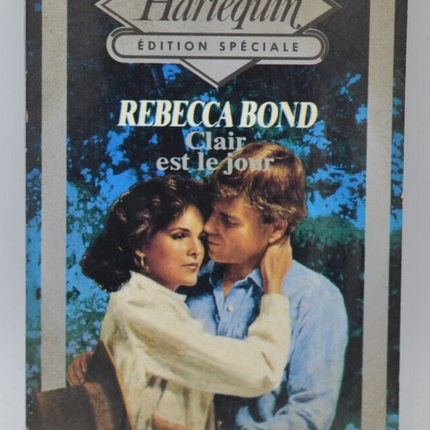 Harlequin
ÉDITION SPÉCIALE
REBECCA BOND
Clair
est le jour